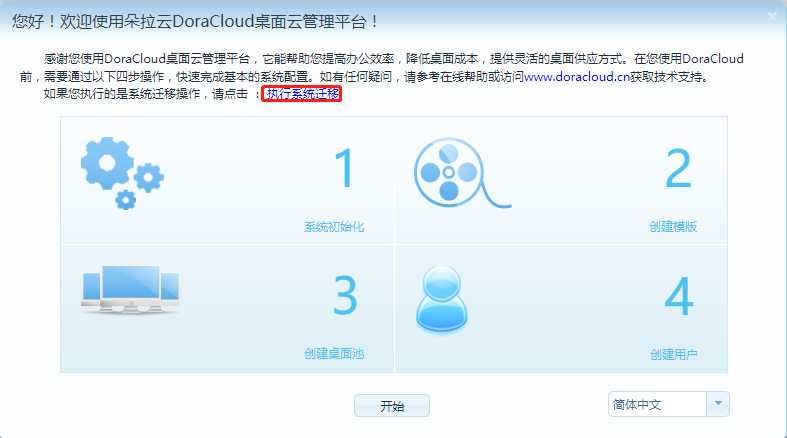 您好！欢迎使用朵拉云DoraCloud桌面云管理平台！
感谢您使用DoraCloud桌面云管理平台，它能帮助您提高办公效率，降低桌面成本，提供灵活的桌面供应方式。在您使用DoraCloud
前，需要通过以下四步操作，快速完成基本的系统配置。如有任何疑问，请参考在线帮助或访问www.doracloud.cn获取技术支持。
如果您执行的是系统迁移操作，请点击 ：执行系统迁移
1
系统初始化
2
创建模版
3
创建桌面池
4
创建用户
开始
简体中文